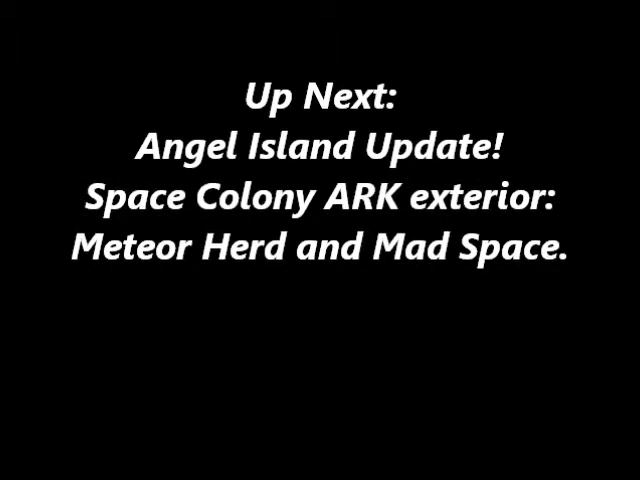 Up Next:
Angel Island Update!
Space Colony ARK exterior:
Meteor Herd and Mad Space.